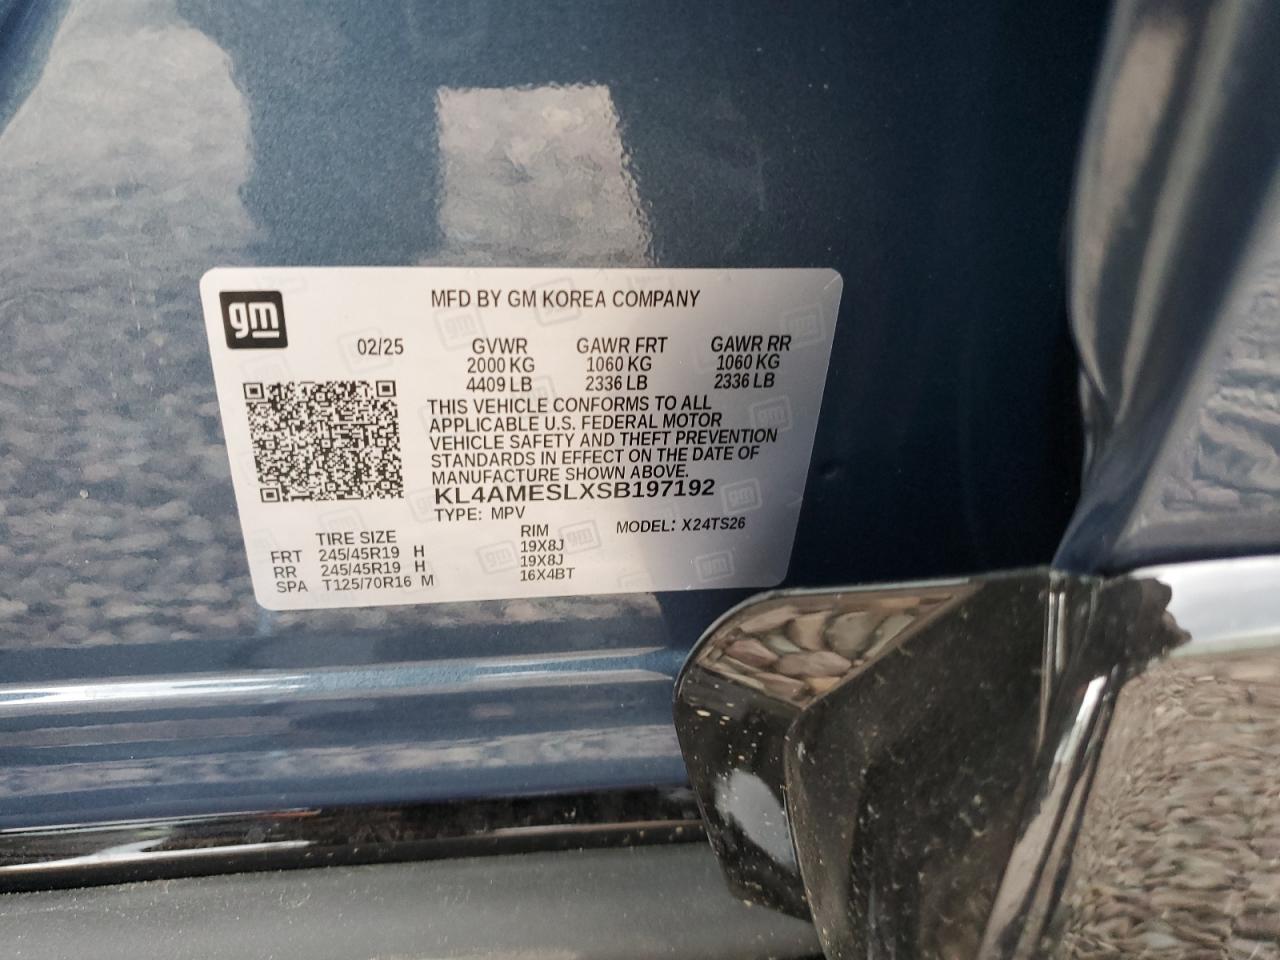 gm
MFD BY GM KOREA COMPANY
02/25 GVWR GAWR FRT GAWR RR
2000 KG 1060 KG 1060 KG
4409 LB 2336 LB 2336 LB
THIS VEHICLE CONFORMS TO ALL
APPLICABLE U.S. FEDERAL MOTOR
VEHICLE SAFETY AND THEFT PREVENTION
STANDARDS IN EFFECT ON THE DATE OF
MANUFACTURE SHOWN ABOVE.
KL4AMESLXSB197192
TYPE: MPV MODEL: X24TS26
TIRE SIZE RIM
FRT 245/45R19 H 19X8J
RR 245/45R19 H 19X8J
SPA T125/70R16 M 16X4BT